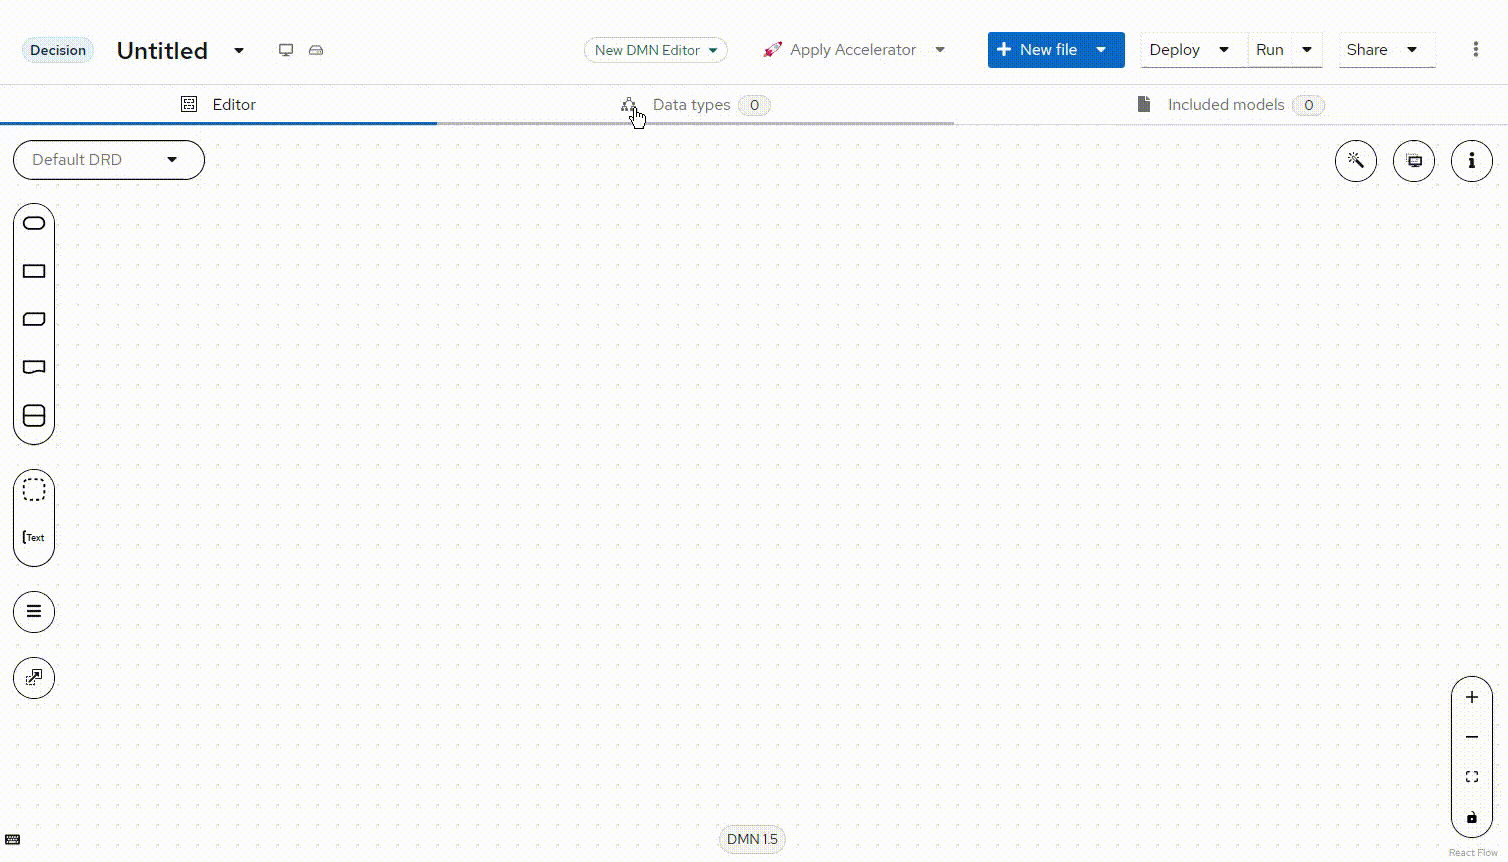 Decision Untitled New DMN Editor Apply Accelerator New file Deploy Run Share
Editor Data types 0 Included models 0
Default DRD
Text
DMN 1.5
React Flow